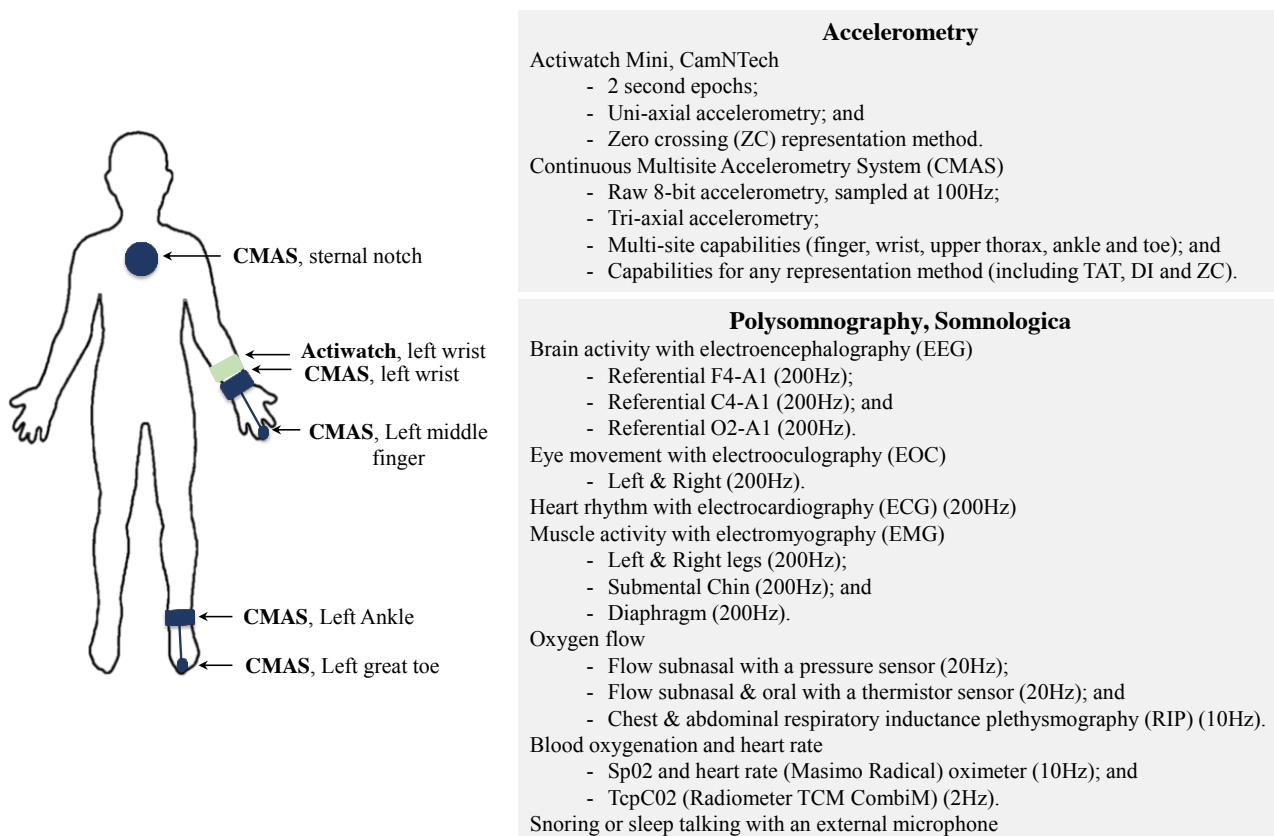 CMAS, sternal notch
Actiwatch, left wrist
CMAS, left wrist
CMAS, Left middle
finger
CMAS, Left Ankle
CMAS, Left great toe
Accelerometry
Actiwatch Mini, CamNTech
- 2 second epochs;
- Uni-axial accelerometry; and
- Zero crossing (ZC) representation method.
Continuous Multisite Accelerometry System (CMAS)
- Raw 8-bit accelerometry, sampled at 100Hz;
- Tri-axial accelerometry;
- Multi-site capabilities (finger, wrist, upper thorax, ankle and toe); and
- Capabilities for any representation method (including TAT, DI and ZC).
Polysomnography, Somnologica
Brain activity with electroencephalography (EEG)
- Referential F4-A1 (200Hz);
- Referential C4-A1 (200Hz); and
- Referential O2-A1 (200Hz).
Eye movement with electrooculography (EOC)
- Left & Right (200Hz).
Heart rhythm with electrocardiography (ECG) (200Hz)
Muscle activity with electromyography (EMG)
- Left & Right legs (200Hz);
- Submental Chin (200Hz); and
- Diaphragm (200Hz).
Oxygen flow
- Flow subnasal with a pressure sensor (20Hz);
- Flow subnasal & oral with a thermistor sensor (20Hz); and
- Chest & abdominal respiratory inductance plethysmography (RIP) (10Hz).
Blood oxygenation and heart rate
- Sp02 and heart rate (Masimo Radical) oximeter (10Hz); and
- TcpC02 (Radiometer TCM CombiM) (2Hz).
Snoring or sleep talking with an external microphone